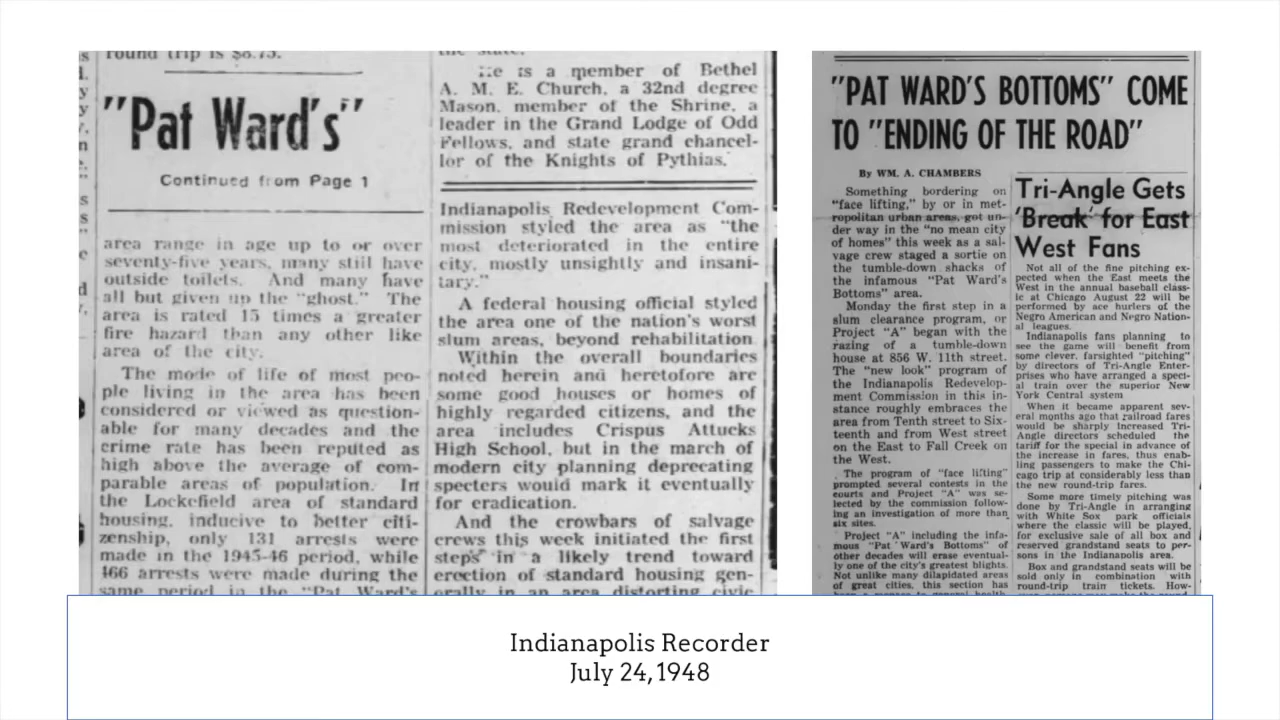 round trip is $8.75.
"Pat Ward's"
Continued from Page 1
area range in age up to or over
seventy-five years, many still have
outside toilets. And many have
all but given up the "ghost." The
area is rated 15 times a greater
fire hazard than any other like
area of the city.
The mode of life of most peo-
ple living in the area has been
considered or viewed as question-
able for many decades and the
crime rate has been reputed as
high above the average of com-
parable areas of population. In
the Lockefield area of standard
housing, inducive to better citi-
zenship, only 131 arrests were
made in the 1945-46 period, while
466 arrests were made during the
same period in the "Pat Ward's
the state.
He is a member of Bethel
A. M. E. Church, a 32nd degree
Mason, member of the Shrine, a
leader in the Grand Lodge of Odd
Fellows, and state grand chancel-
lor of the Knights of Pythias.
Indianapolis Redevelopment Com-
mission styled the area as "the
most deteriorated in the entire
city, mostly unsightly and insani-
tary."
A federal housing official styled
the area one of the nation's worst
slum areas, beyond rehabilitation.
Within the overall boundaries
noted herein and heretofore are
some good houses or homes of
highly regarded citizens, and the
area includes Crispus Attucks
High School, but in the march of
modern city planning deprecating
specters would mark it eventually
for eradication.
And the crowbars of salvage
crews this week initiated the first
steps in a likely trend toward
erection of standard housing gen-
erally in an area distorting civic
"PAT WARD'S BOTTOMS" COME
TO "ENDING OF THE ROAD"
By WM. A. CHAMBERS
Something bordering on
"face lifting," by or in met-
ropolitan urban areas, got un-
der way in the "no mean city
of homes" this week as a sal-
vage crew staged a sortie on
the tumble-down shacks of
the infamous "Pat Ward's
Bottoms" area.
Monday the first step in a
slum clearance program, or
Project "A" began with the
razing of a tumble-down
house at 856 W. 11th street.
The "new look" program of
the Indianapolis Redevelop-
ment Commission in this in-
stance roughly embraces the
area from Tenth street to Six-
teenth and from West street
on the East to Fall Creek on
the West.
The program of "face lifting"
prompted several contests in the
courts and Project "A" was se-
lected by the commission follow-
ing an investigation of more than
six sites.
Project "A" including the infa-
mous "Pat Ward's Bottoms" of
other decades will erase eventual-
ly one of the city's greatest blights.
Not unlike many dilapidated areas
of great cities, this section has
been a menace to general health
Tri-Angle Gets
'Break' for East
West Fans
Not all of the fine pitching ex-
pected when the East meets the
West in the annual baseball class-
ic at Chicago August 22 will be
performed by ace hurlers of the
Negro American and Negro Nation-
al leagues.
Indianapolis fans planning to
see the game will benefit from
some clever, farsighted "pitching"
by directors of Tri-Angle Enter-
prises who have arranged a speci-
al train over the superior New
York Central system
When it became apparent sev-
eral months ago that railroad fares
would be sharply increased Tri-
Angle directors scheduled the
tariff for the special in advance of
the increase in fares, thus enab-
ling passengers to make the Chi-
cago trip at considerably less than
the new round-trip fares.
Some more timely pitching was
done by Tri-Angle in arranging
with White Sox park officials
where the classic will be played,
for exclusive sale of all box and
reserved grandstand seats to per-
sons in the Indianapolis area.
Box and grandstand seats will be
sold only in combination with
round-trip train tickets. How-
Indianapolis Recorder
July 24, 1948